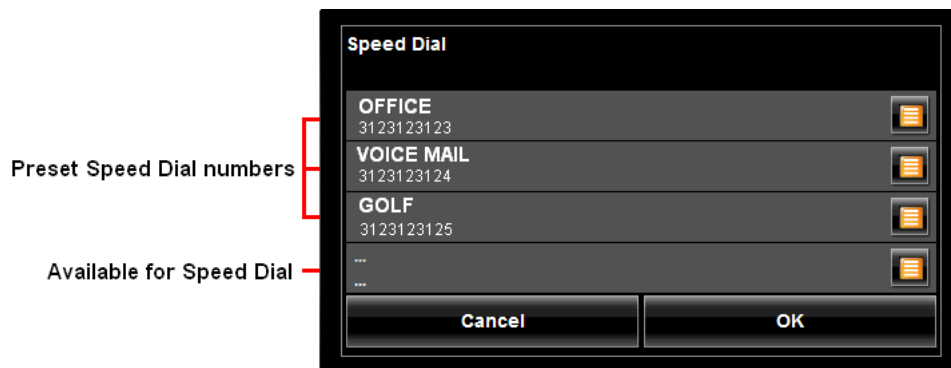 Speed Dial
OFFICE
3123123123
VOICE MAIL
3123123124
GOLF
3123123125
...
...
Cancel OK
Preset Speed Dial numbers
Available for Speed Dial